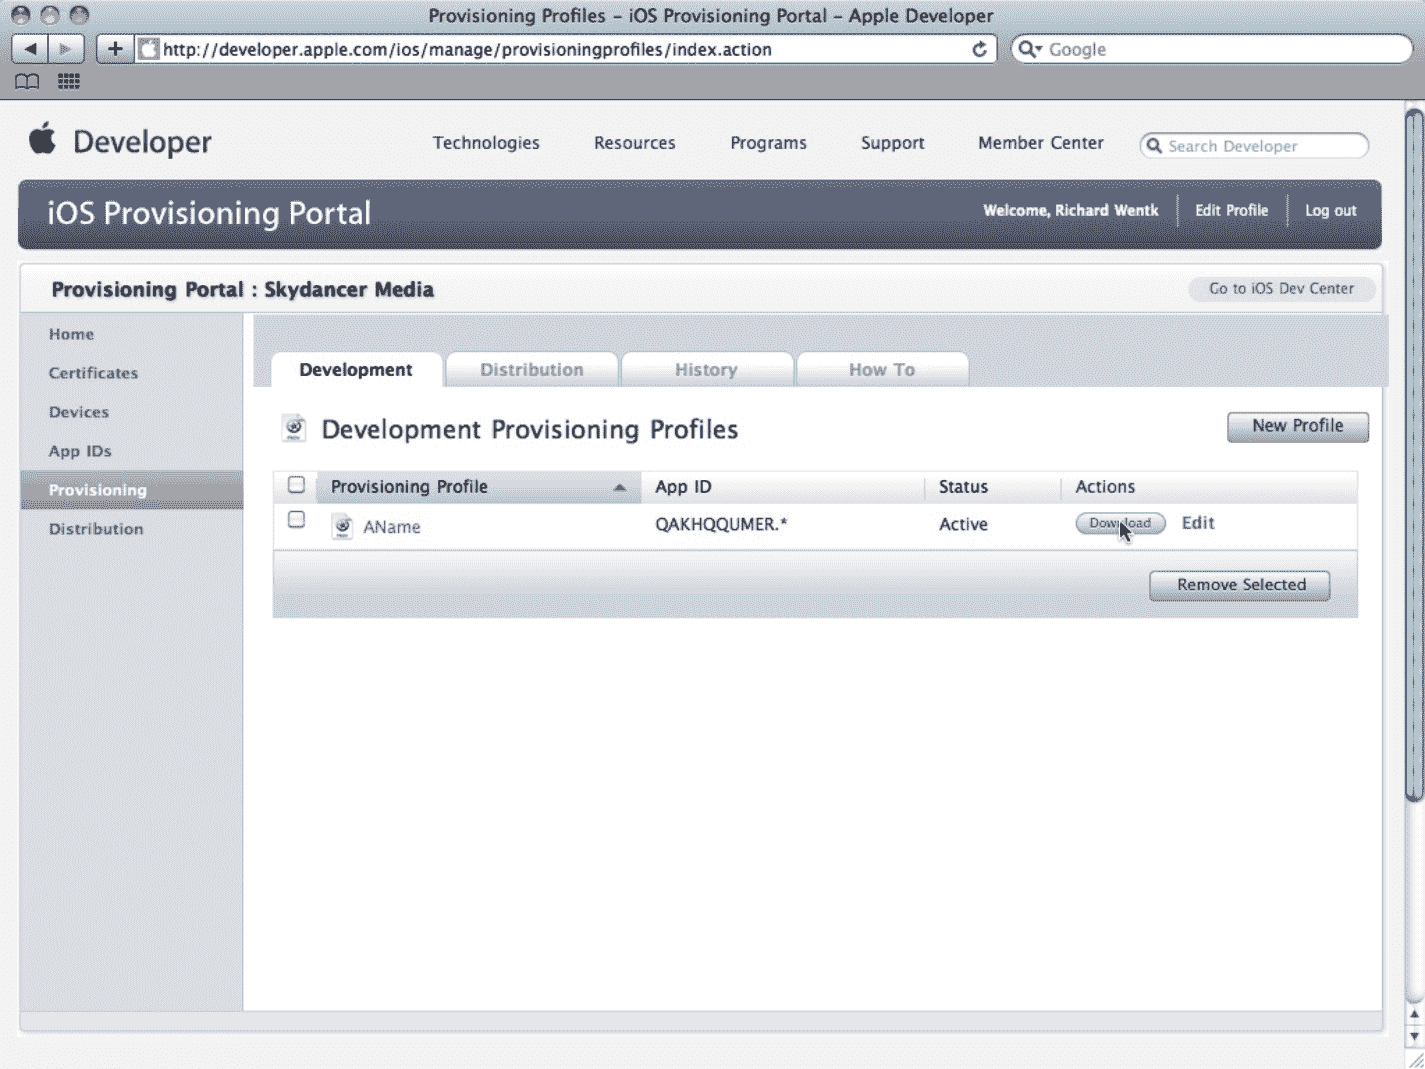 Provisioning Profiles – iOS Provisioning Portal – Apple Developer
http://developer.apple.com/ios/manage/provisioningprofiles/index.action
Google
Developer
Technologies Resources Programs Support Member Center Search Developer
iOS Provisioning Portal
Welcome, Richard Wentk Edit Profile Log out
Provisioning Portal : Skydancer Media
Go to iOS Dev Center
Home
Certificates
Devices
App IDs
Provisioning
Distribution
Development Distribution History How To
Development Provisioning Profiles
New Profile
Provisioning Profile App ID Status Actions
AName QAKHQQUMER.* Active Download Edit
Remove Selected